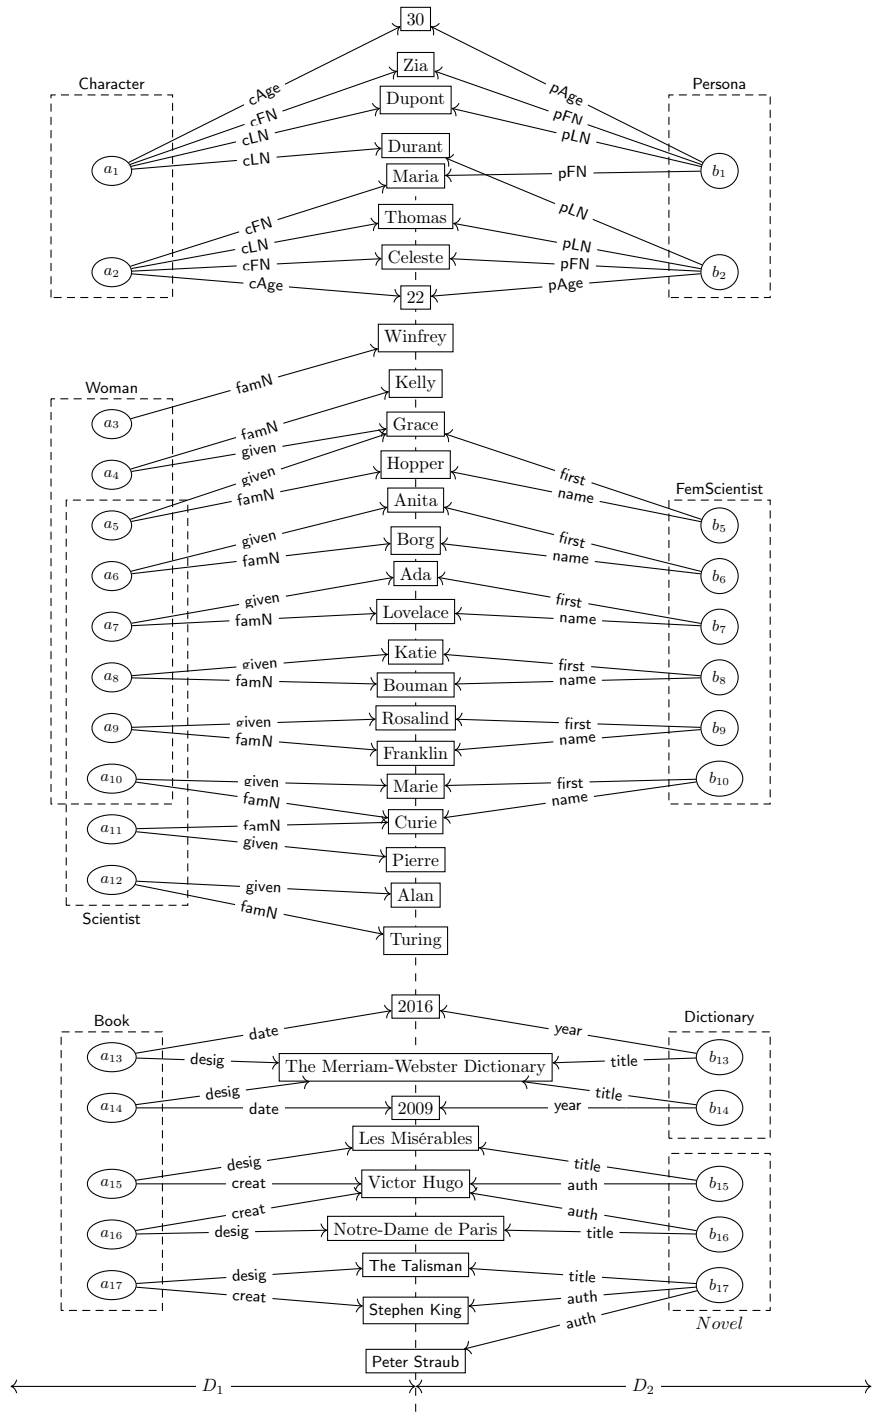 30
Zia
Character
cAge
pAge
Persona
Dupont
cFN
pFN
cLN
pLN
Durant
cLN
a1
Maria
pFN
b1
Thomas
cFN
pLN
cLN
pLN
Celeste
cFN
pFN
a2
b2
cAge
pAge
22
Winfrey
Woman
famN
Kelly
a3
famN
Grace
given
a4
given
Hopper
first
famN
name
FemScientist
Anita
a5
b5
given
first
Borg
famN
name
a6
Ada
b6
given
first
Lovelace
famN
name
a7
b7
Katie
given
first
a8
famN
Bouman
name
b8
Rosalind
given
first
a9
famN
name
b9
Franklin
a10
given
Marie
first
b10
famN
name
Curie
a11
famN
given
Pierre
a12
given
Alan
famN
Scientist
Turing
2016
Book
date
year
Dictionary
a13
desig
The Merriam-Webster Dictionary
title
b13
desig
title
a14
date
2009
year
b14
Les Misérables
desig
title
a15
creat
Victor Hugo
auth
b15
creat
auth
a16
desig
Notre-Dame de Paris
title
b16
The Talisman
desig
title
a17
b17
creat
auth
Stephen King
auth
Novel
Peter Straub
D1
D2